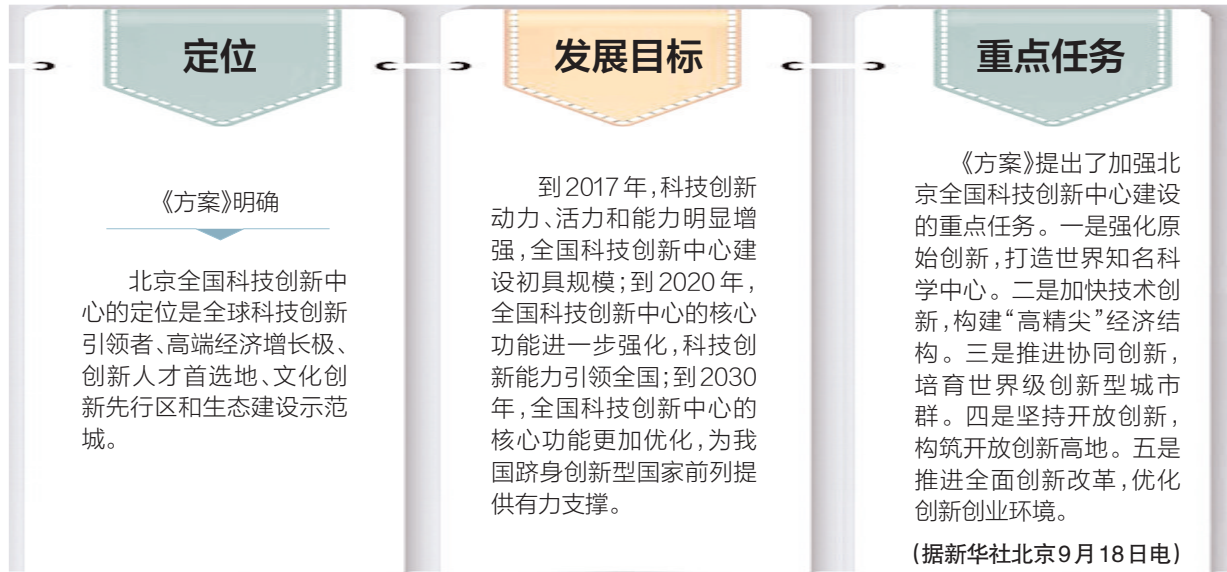 定位
《方案》明确
北京全国科技创新中
心的定位是全球科技创新
引领者、高端经济增长极、
创新人才首选地、文化创
新先行区和生态建设示范
城。
发展目标
到2017年,科技创新
动力、活力和能力明显增
强,全国科技创新中心建
设初具规模;到2020年,
全国科技创新中心的核心
功能进一步强化,科技创
新能力引领全国;到2030
年,全国科技创新中心的
核心功能更加优化,为我
国跻身创新型国家前列提
供有力支撑。
重点任务
《方案》提出了加强北
京全国科技创新中心建设
的重点任务。一是强化原
始创新,打造世界知名科
学中心。二是加快技术创
新,构建“高精尖”经济结
构。三是推进协同创新,
培育世界级创新型城市
群。四是坚持开放创新,
构筑开放创新高地。五是
推进全面创新改革,优化
创新创业环境。
(据新华社北京9月18日电)